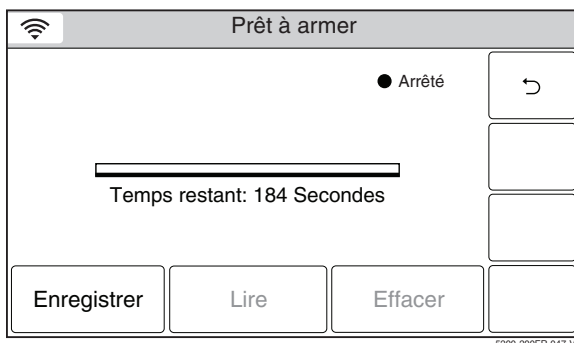 Prêt à armer
Arrêté
Temps restant: 184 Secondes
Enregistrer
Lire
Effacer